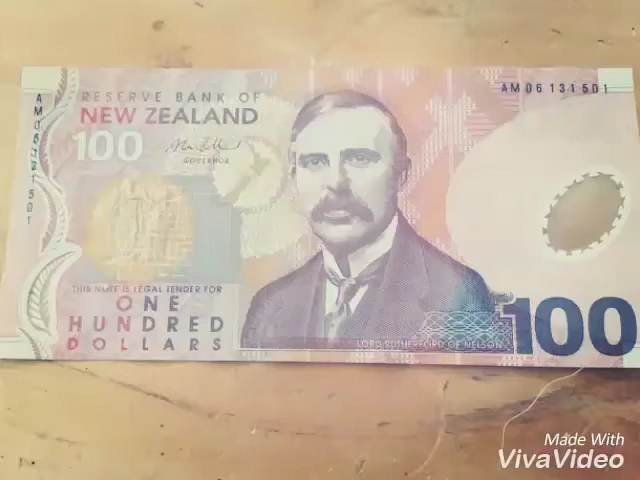 RESERVE BANK OF
NEW ZEALAND
100
GOVERNOR
AM06131501
AM06131501
THIS NOTE IS LEGAL TENDER FOR
ONE
HUNDRED
DOLLARS
LORD RUTHERFORD OF NELSON
100
Made With
VivaVideo